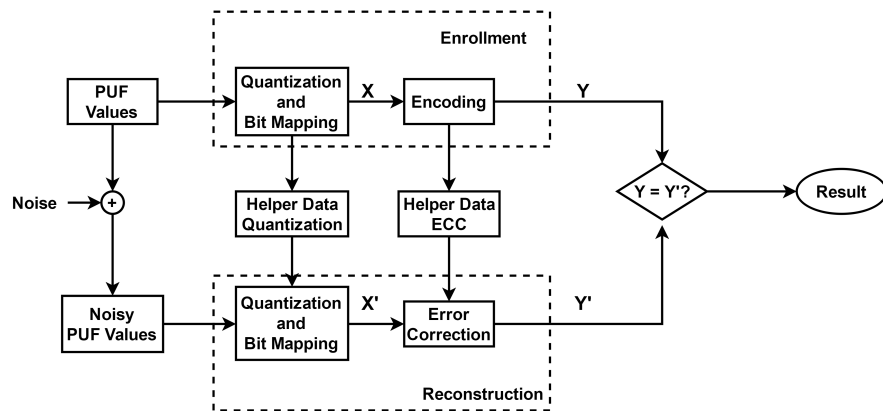 Enrollment
PUF
Values
Quantization
and
Bit Mapping
X
Encoding
Y
Noise
+
Helper Data
Quantization
Helper Data
ECC
Y = Y'?
Result
Noisy
PUF Values
Quantization
and
Bit Mapping
X'
Error
Correction
Y'
Reconstruction